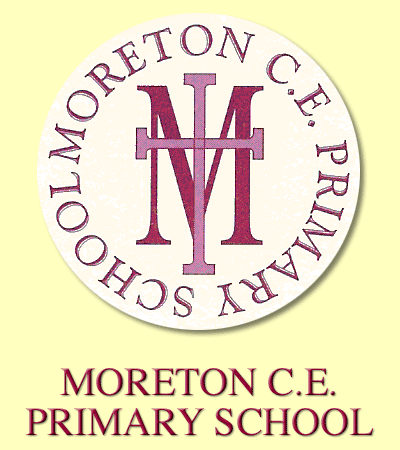 MORETON C.E. PRIMARY SCHOOL
M
MORETON C.E.
PRIMARY SCHOOL